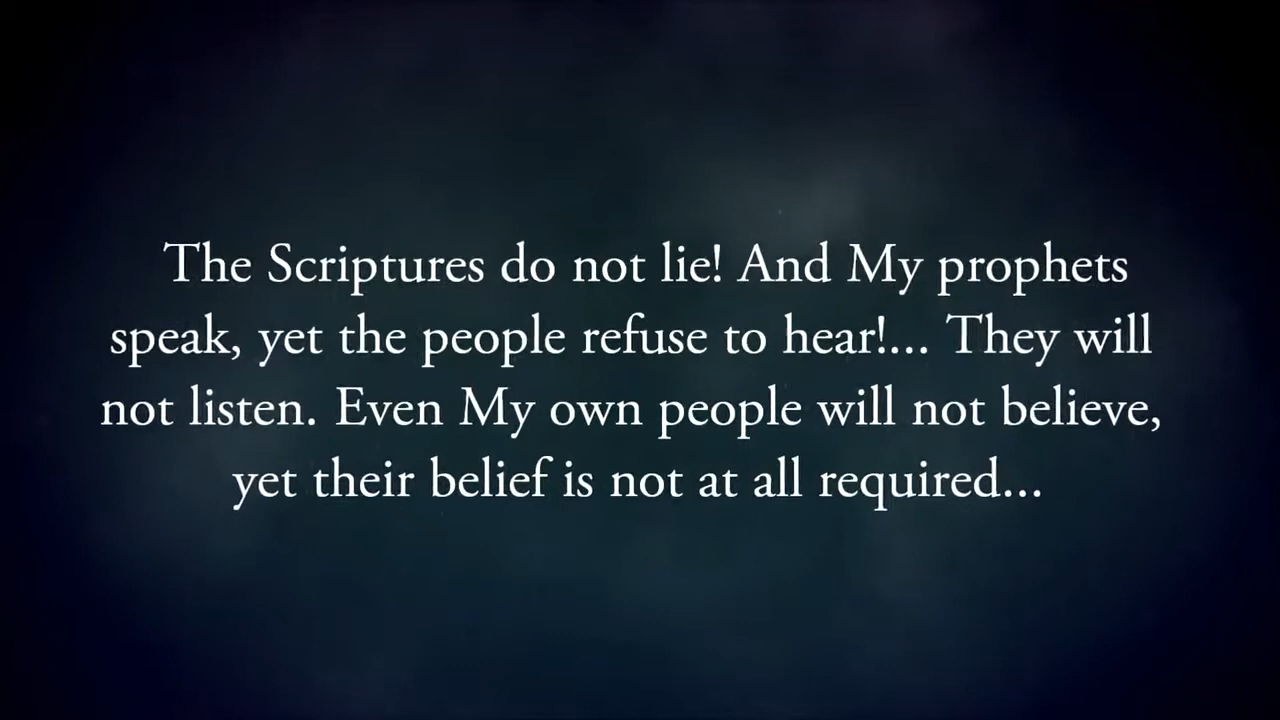 The Scriptures do not lie! And My prophets
speak, yet the people refuse to hear!... They will
not listen. Even My own people will not believe,
yet their belief is not at all required...